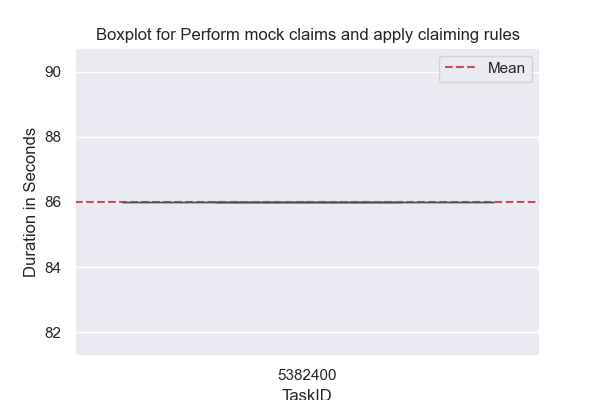 Boxplot for Perform mock claims and apply claiming rules
Mean
90
88
86
84
82
Duration in Seconds
5382400
TaskID